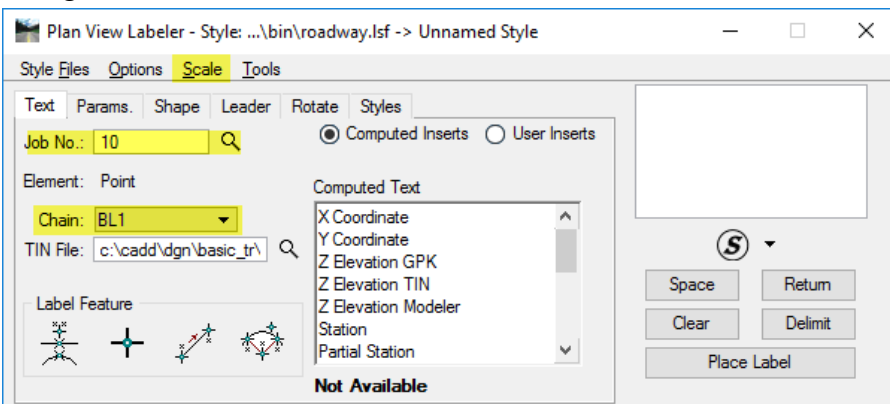 Plan View Labeler - Style: ...\bin\roadway.lsf -> Unnamed Style
Style Files Options Scale Tools
Text Params. Shape Leader Rotate Styles
Job No.: 10
Computed Inserts User Inserts
Element: Point
Computed Text
Chain: BL1
TIN File: c:\cadd\dgn\basic_tr\
X Coordinate
Y Coordinate
Z Elevation GPK
Z Elevation TIN
Z Elevation Modeler
Station
Partial Station
Label Feature
Not Available
S
Space Return
Clear Delimit
Place Label